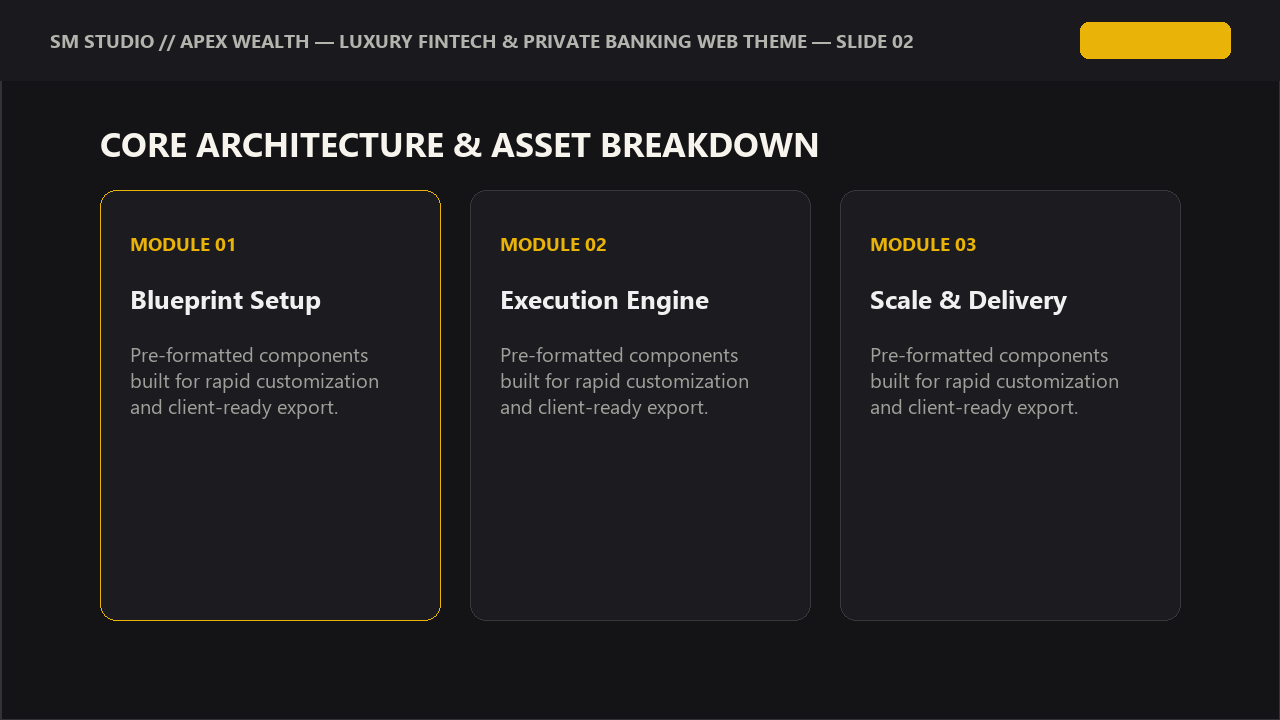 SM STUDIO // APEX WEALTH — LUXURY FINTECH & PRIVATE BANKING WEB THEME — SLIDE 02
CORE ARCHITECTURE & ASSET BREAKDOWN
MODULE 01
Blueprint Setup
Pre-formatted components
built for rapid customization
and client-ready export.
MODULE 02
Execution Engine
Pre-formatted components
built for rapid customization
and client-ready export.
MODULE 03
Scale & Delivery
Pre-formatted components
built for rapid customization
and client-ready export.